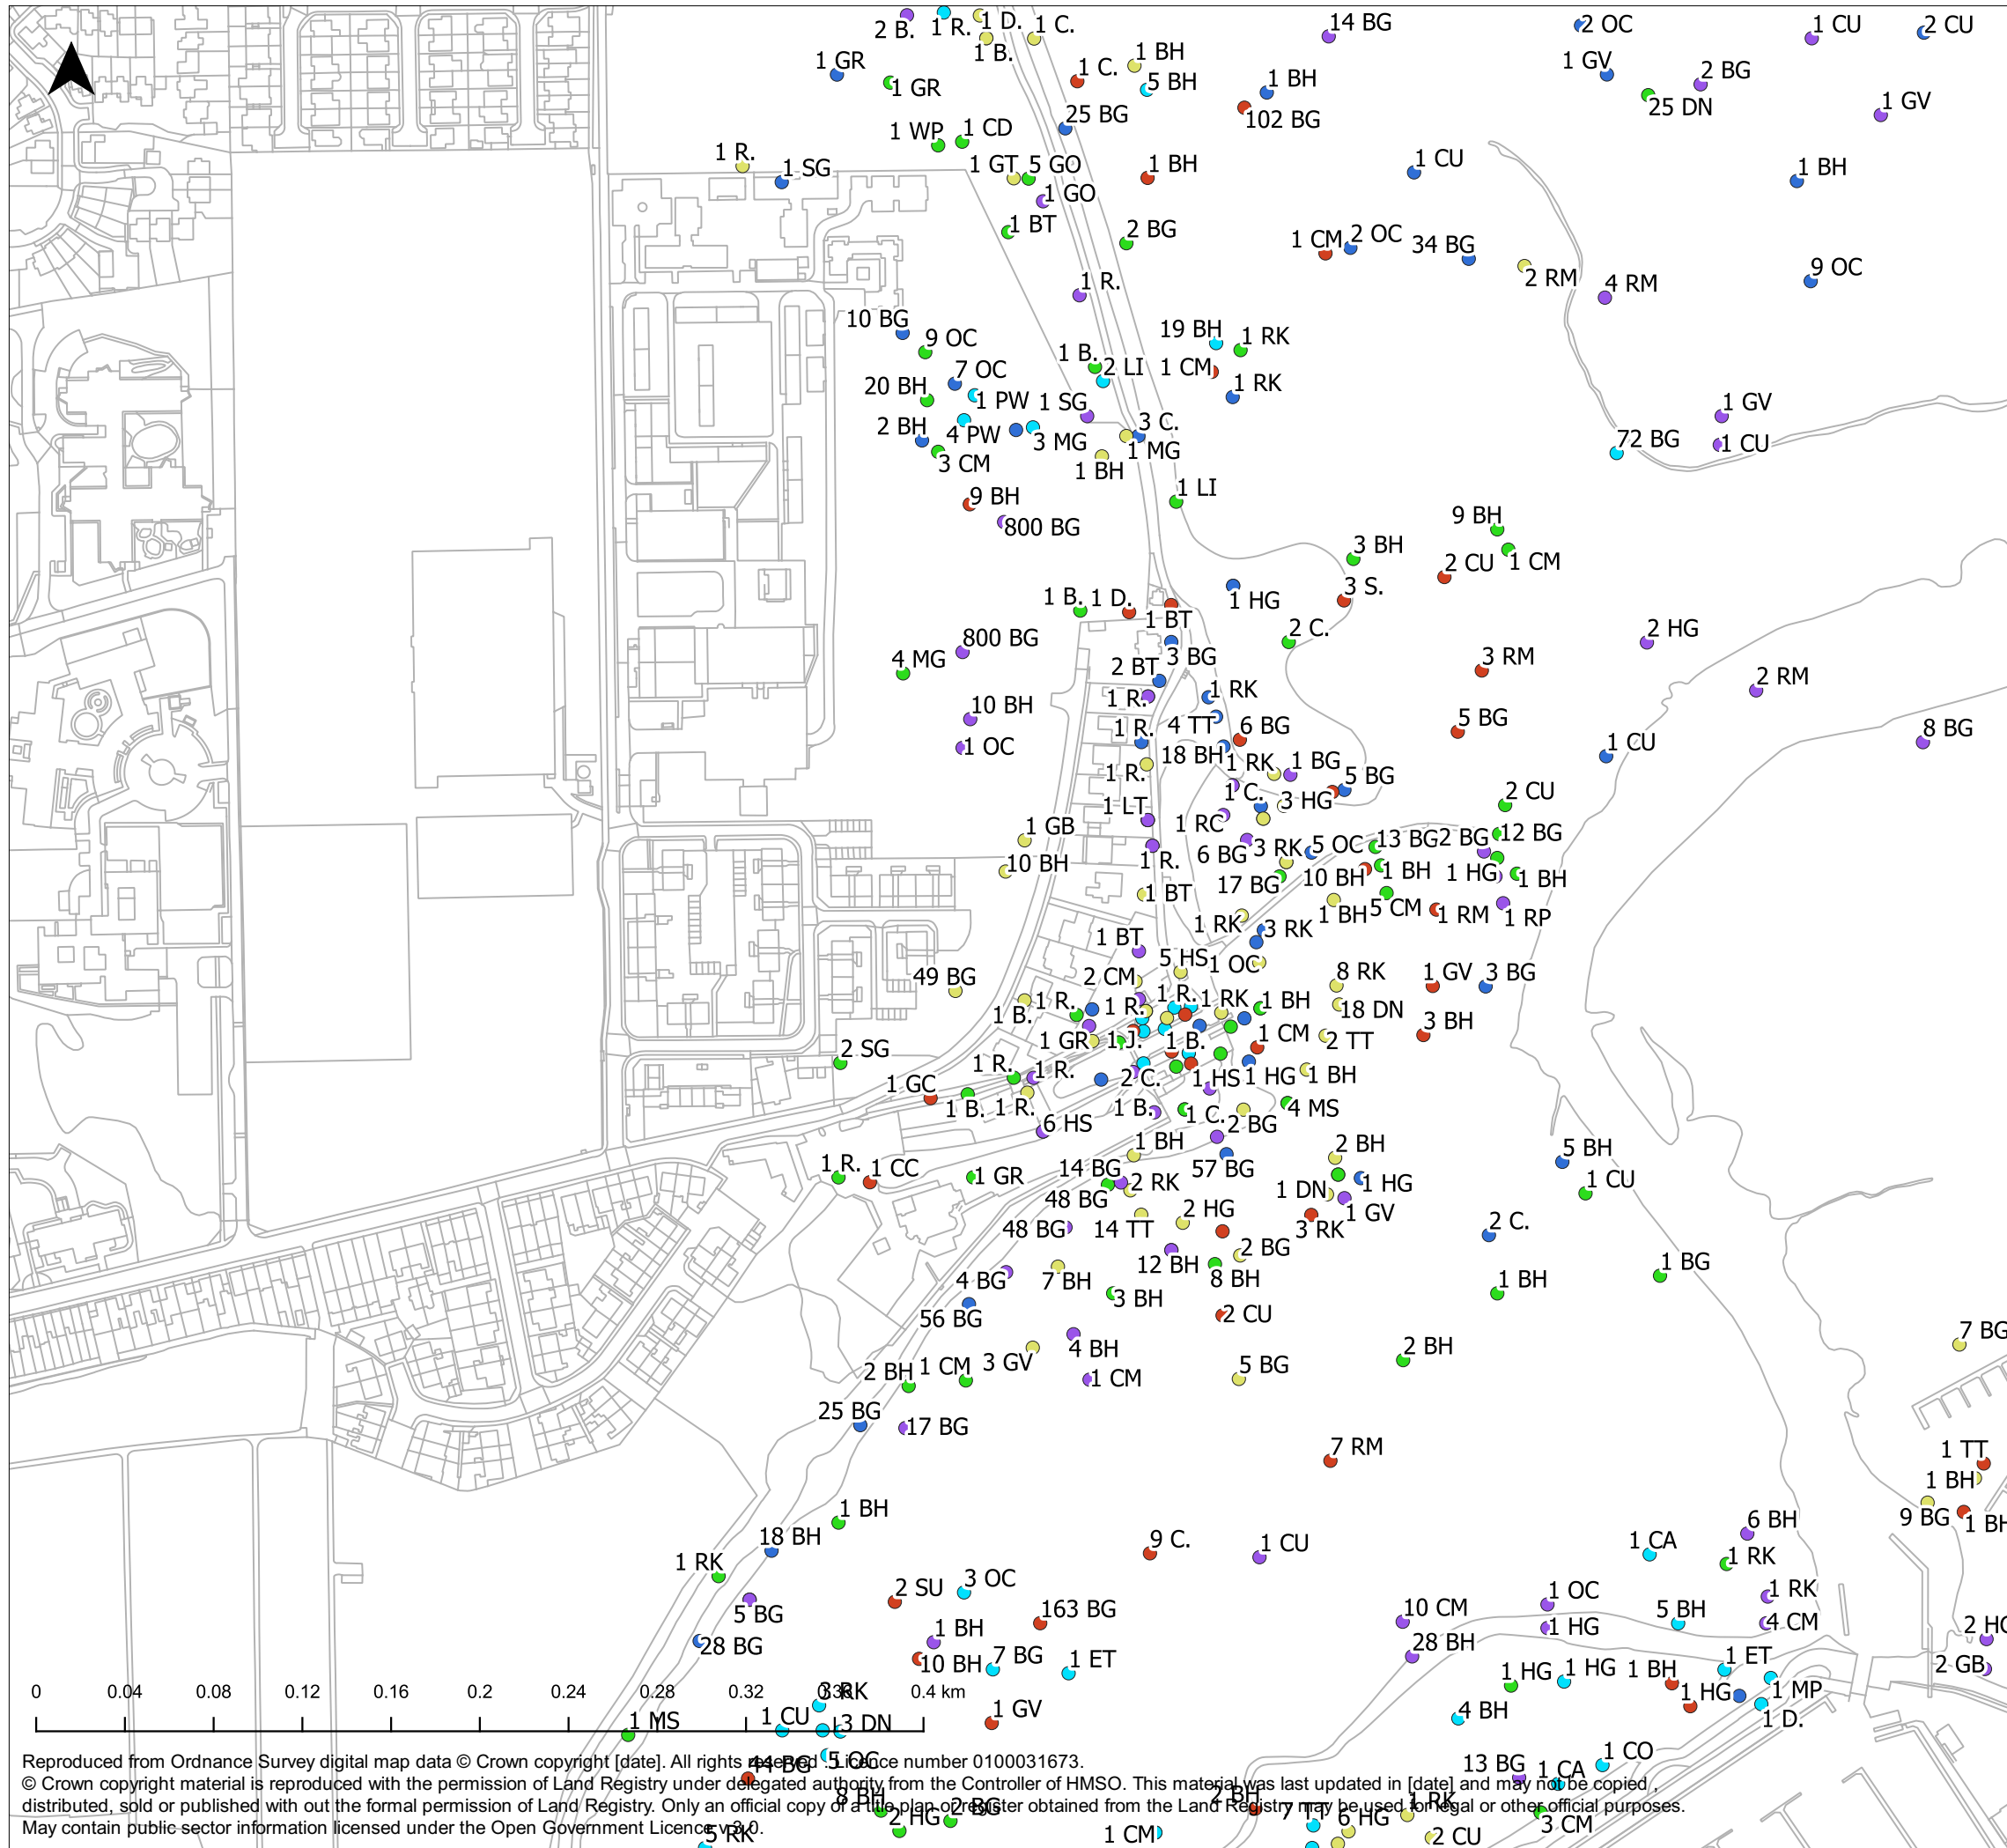 2 B.
1 R.
1 D.
1 B.
1 C.
14 BG
2 OC
1 CU
2 CU
1 GR
1 GR
1 C.
1 BH
5 BH
1 BH
1 GV
2 BG
25 DN
1 GV
25 BG
102 BG
1 WP
1 CD
1 R.
1 SG
1 GT
5 GO
1 GO
1 BH
1 CU
1 BH
1 BT
2 BG
1 CM
2 OC
34 BG
2 RM
4 RM
9 OC
1 R.
10 BG
9 OC
19 BH
1 RK
1 B.
2 LI
1 CM
1 RK
7 OC
20 BH
1 PW
1 SG
2 BH
4 PW
3 MG
3 C.
1 MG
3 CM
1 BH
1 GV
72 BG
1 CU
9 BH
800 BG
1 LI
9 BH
1 CM
3 BH
2 CU
3 S.
1 HG
1 B.
1 D.
1 BT
2 C.
2 HG
800 BG
4 MG
3 BG
2 BT
3 RM
2 RM
1 R.
1 RK
10 BH
1 OC
1 R.
4 TT
6 BG
5 BG
8 BG
1 CU
18 BH
1 R.
1 RK
1 BG
5 BG
1 C.
3 HG
2 CU
1 LT
1 RC
1 GB
10 BH
1 R.
6 BG
3 RK
5 OC
13 BG
2 BG
12 BG
17 BG
10 BH
1 BH
1 HG
1 BH
1 BT
1 BH
5 CM
1 RM
1 RP
1 RK
3 RK
1 BT
5 HS
1 OC
49 BG
2 CM
8 RK
1 GV
3 BG
1 R.
1 B.
1 R.
1 R.
1 RK
1 BH
18 DN
1 GR
1 J.
1 B.
1 CM
2 TT
3 BH
2 SG
1 R.
1 R.
2 C.
1 HS
1 HG
1 BH
1 GC
1 B.
1 R.
1 B.
1 C.
4 MS
6 HS
2 BG
1 BH
2 BH
5 BH
1 R.
1 CC
1 GR
14 BG
2 RK
57 BG
1 DN
1 HG
1 CU
48 BG
1 GV
48 BG
14 TT
2 HG
3 RK
2 C.
12 BH
2 BG
4 BG
7 BH
8 BH
1 BG
3 BH
1 BH
56 BG
2 CU
4 BH
7 BG
2 BH
1 CM
3 GV
1 CM
5 BG
2 BH
25 BG
17 BG
7 RM
1 TT
1 BH
9 BG
1 BH
1 BH
18 BH
6 BH
9 C.
1 CU
1 CA
1 RK
1 RK
2 SU
3 OC
1 OC
1 RK
5 BG
163 BG
10 CM
5 BH
4 CM
1 HG
28 BG
1 BH
28 BH
10 BH
7 BG
1 ET
1 HG
1 HG
1 BH
1 ET
2 GB
1 HG
1 MP
1 D.
0
0.04
0.08
0.12
0.16
0.2
0.24
0.28
0.32
0.36
0.4 km
3 RK
1 GV
4 BH
1 MS
1 CU
3 DN
44 BG
5 OC
13 BG
1 CA
1 CO
Reproduced from Ordnance Survey digital map data © Crown copyright [date]. All rights reserved . Licence number 0100031673.
© Crown copyright material is reproduced with the permission of Land Registry under delegated authority from the Controller of HMSO. This material was last updated in [date] and may not be copied ,
distributed, sold or published with out the formal permission of Land Registry. Only an official copy of a title plan or register obtained from the Land Registry may be used for legal or other official purposes.
May contain public sector information licensed under the Open Government Licence v 3.0.
8 BH
2 HG
2 BG
2 BH
7 TT
6 HG
1 RK
3 CM
2 CU
5 RK
1 CM